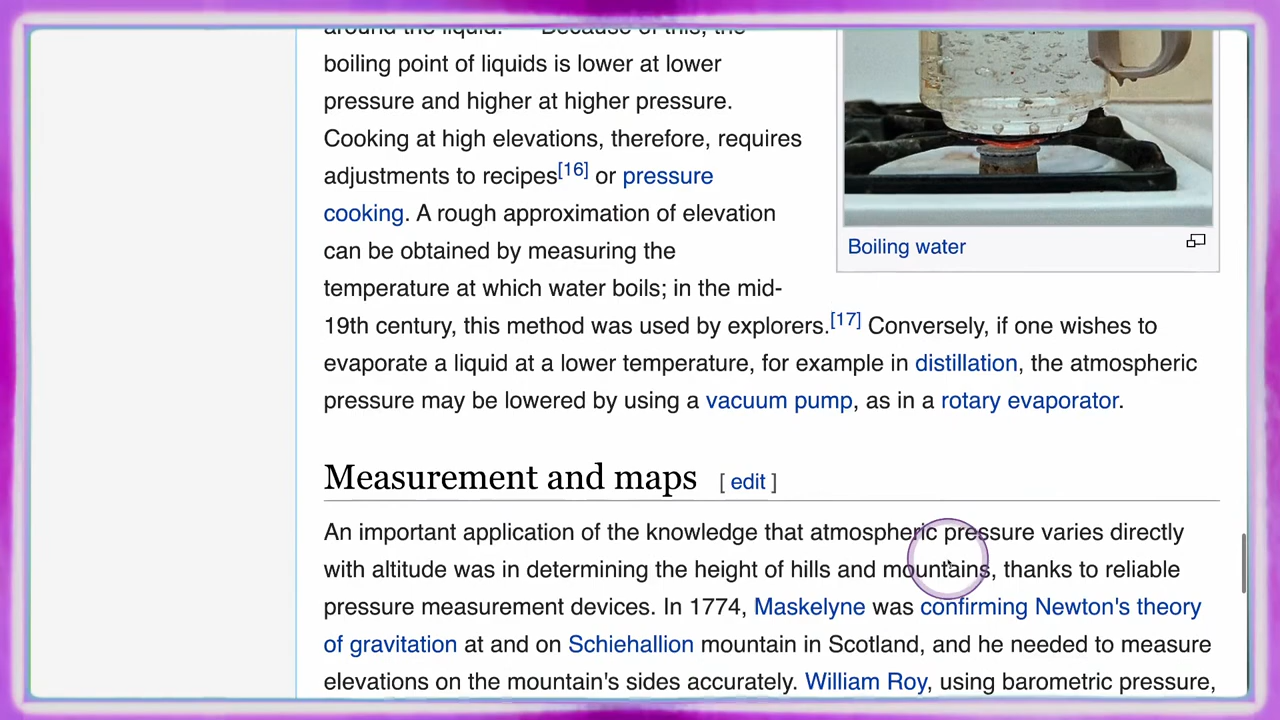 around the liquid. Because of this, the
boiling point of liquids is lower at lower
pressure and higher at higher pressure.
Cooking at high elevations, therefore, requires
adjustments to recipes[16] or pressure
cooking. A rough approximation of elevation
can be obtained by measuring the
temperature at which water boils; in the mid-
19th century, this method was used by explorers.[17] Conversely, if one wishes to
evaporate a liquid at a lower temperature, for example in distillation, the atmospheric
pressure may be lowered by using a vacuum pump, as in a rotary evaporator.
Boiling water
Measurement and maps [ edit ]
An important application of the knowledge that atmospheric pressure varies directly
with altitude was in determining the height of hills and mountains, thanks to reliable
pressure measurement devices. In 1774, Maskelyne was confirming Newton's theory
of gravitation at and on Schiehallion mountain in Scotland, and he needed to measure
elevations on the mountain's sides accurately. William Roy, using barometric pressure,